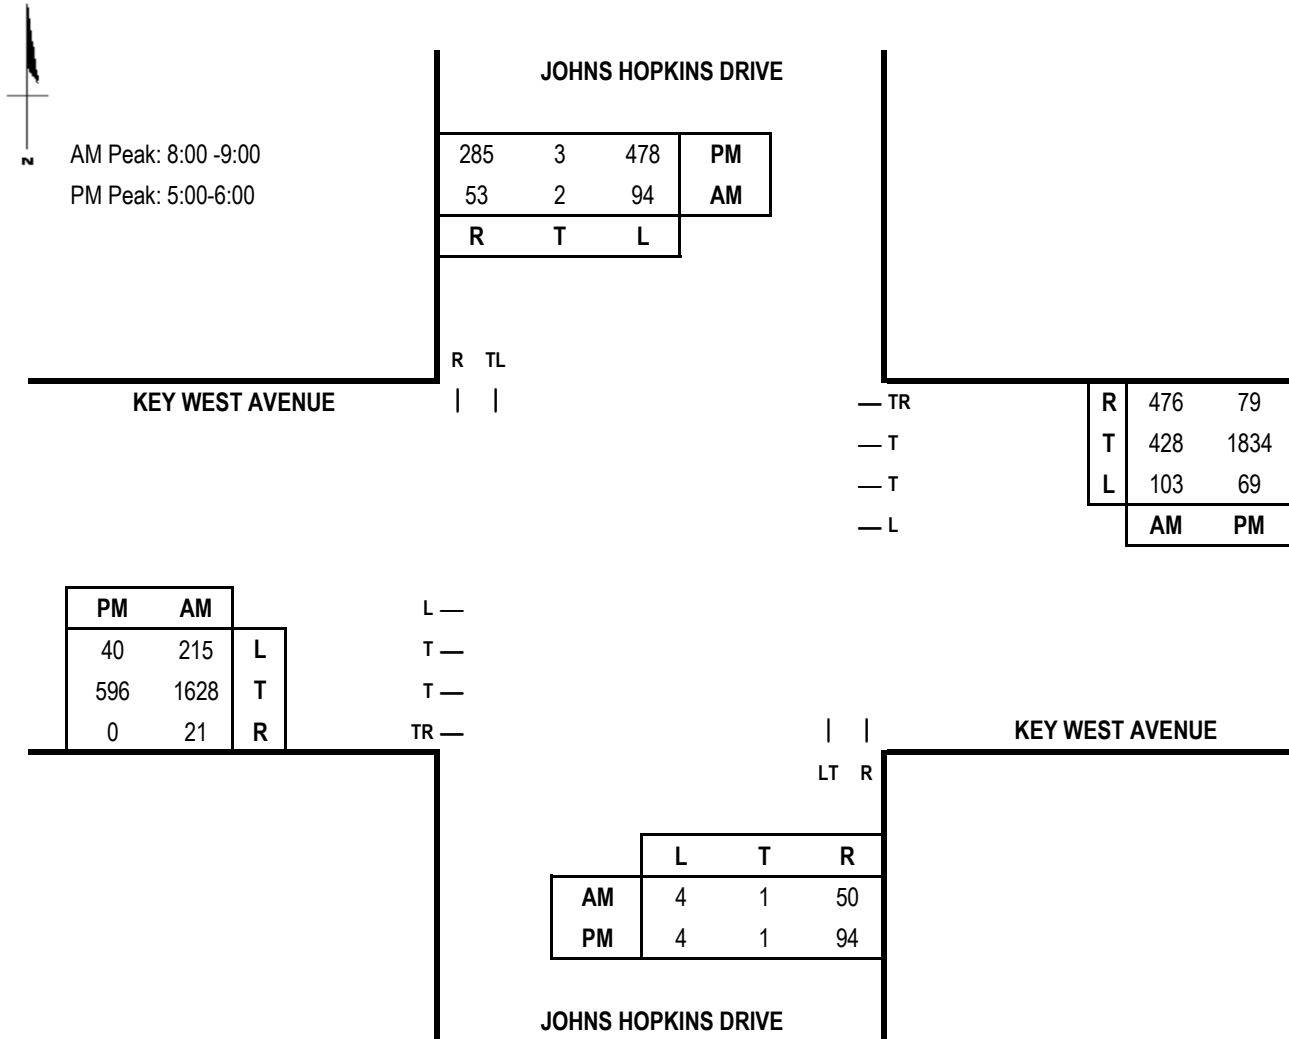 JOHNS HOPKINS DRIVE
N
AM Peak: 8:00 -9:00
PM Peak: 5:00-6:00
285 3 478 PM
53 2 94 AM
R T L
R TL
KEY WEST AVENUE
TR
T
T
L
R 476 79
T 428 1834
L 103 69
AM PM
PM AM
40 215 L
596 1628 T
0 21 R
L
T
T
TR
KEY WEST AVENUE
LT R
L T R
AM 4 1 50
PM 4 1 94
JOHNS HOPKINS DRIVE